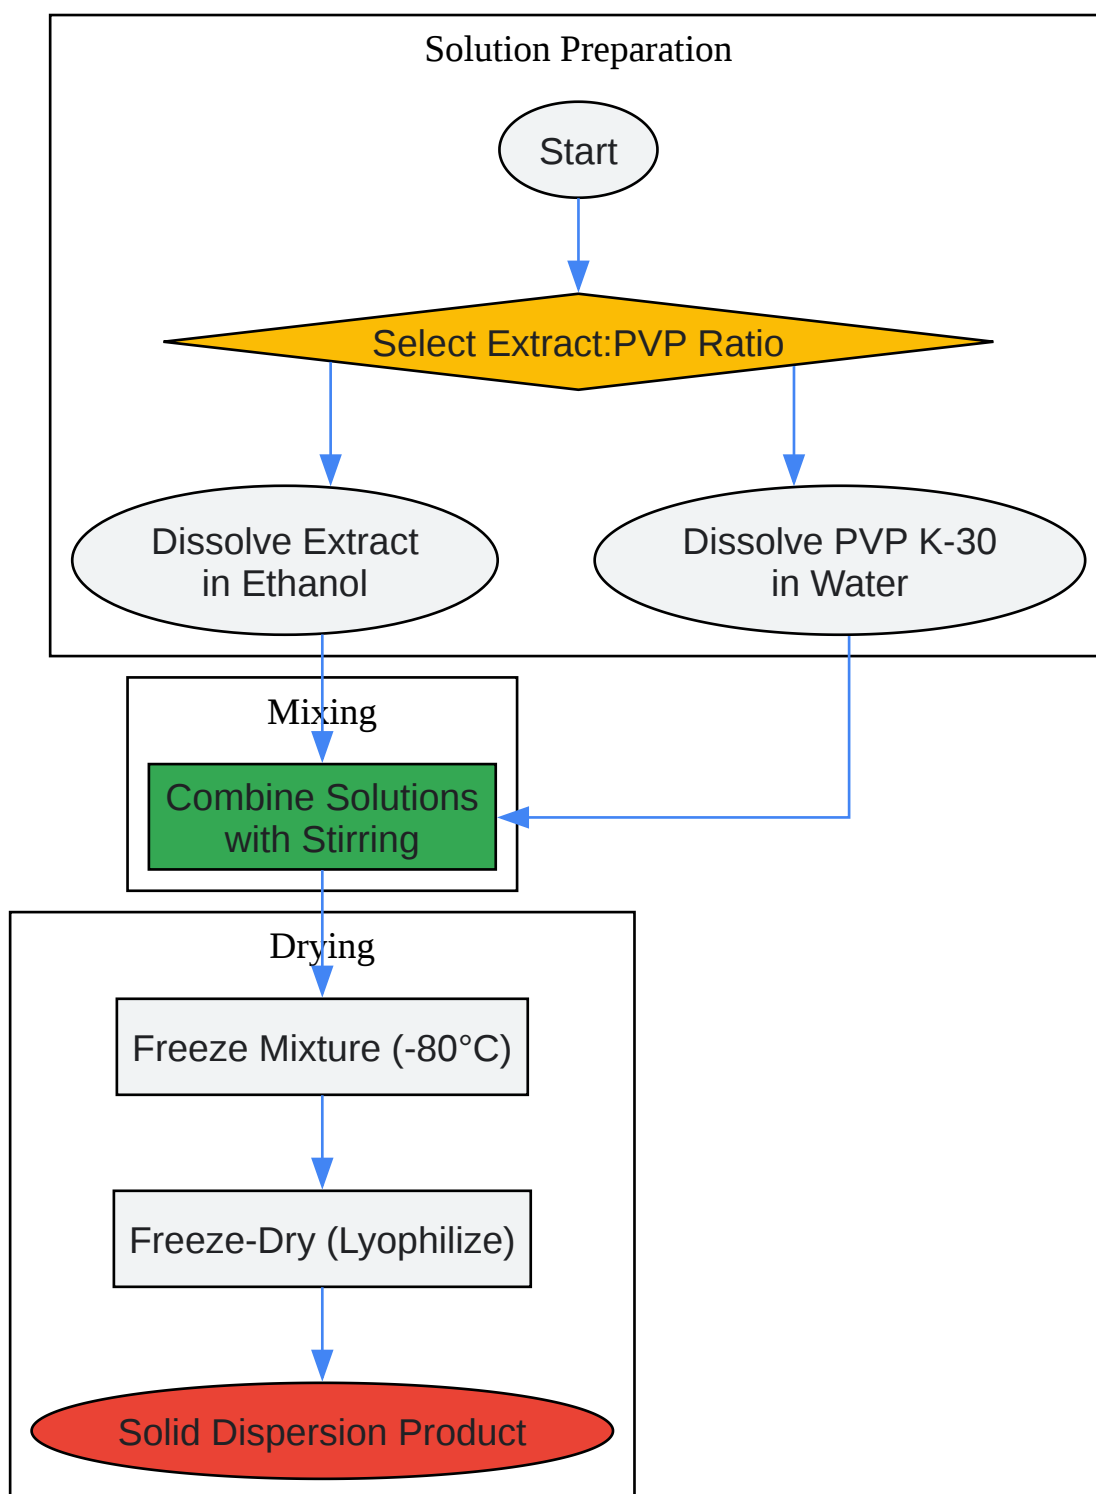 Solution Preparation
Start
Select Extract:PVP Ratio
Dissolve Extract
in Ethanol
Dissolve PVP K-30
in Water
Mixing
Combine Solutions
with Stirring
Drying
Freeze Mixture (-80°C)
Freeze-Dry (Lyophilize)
Solid Dispersion Product